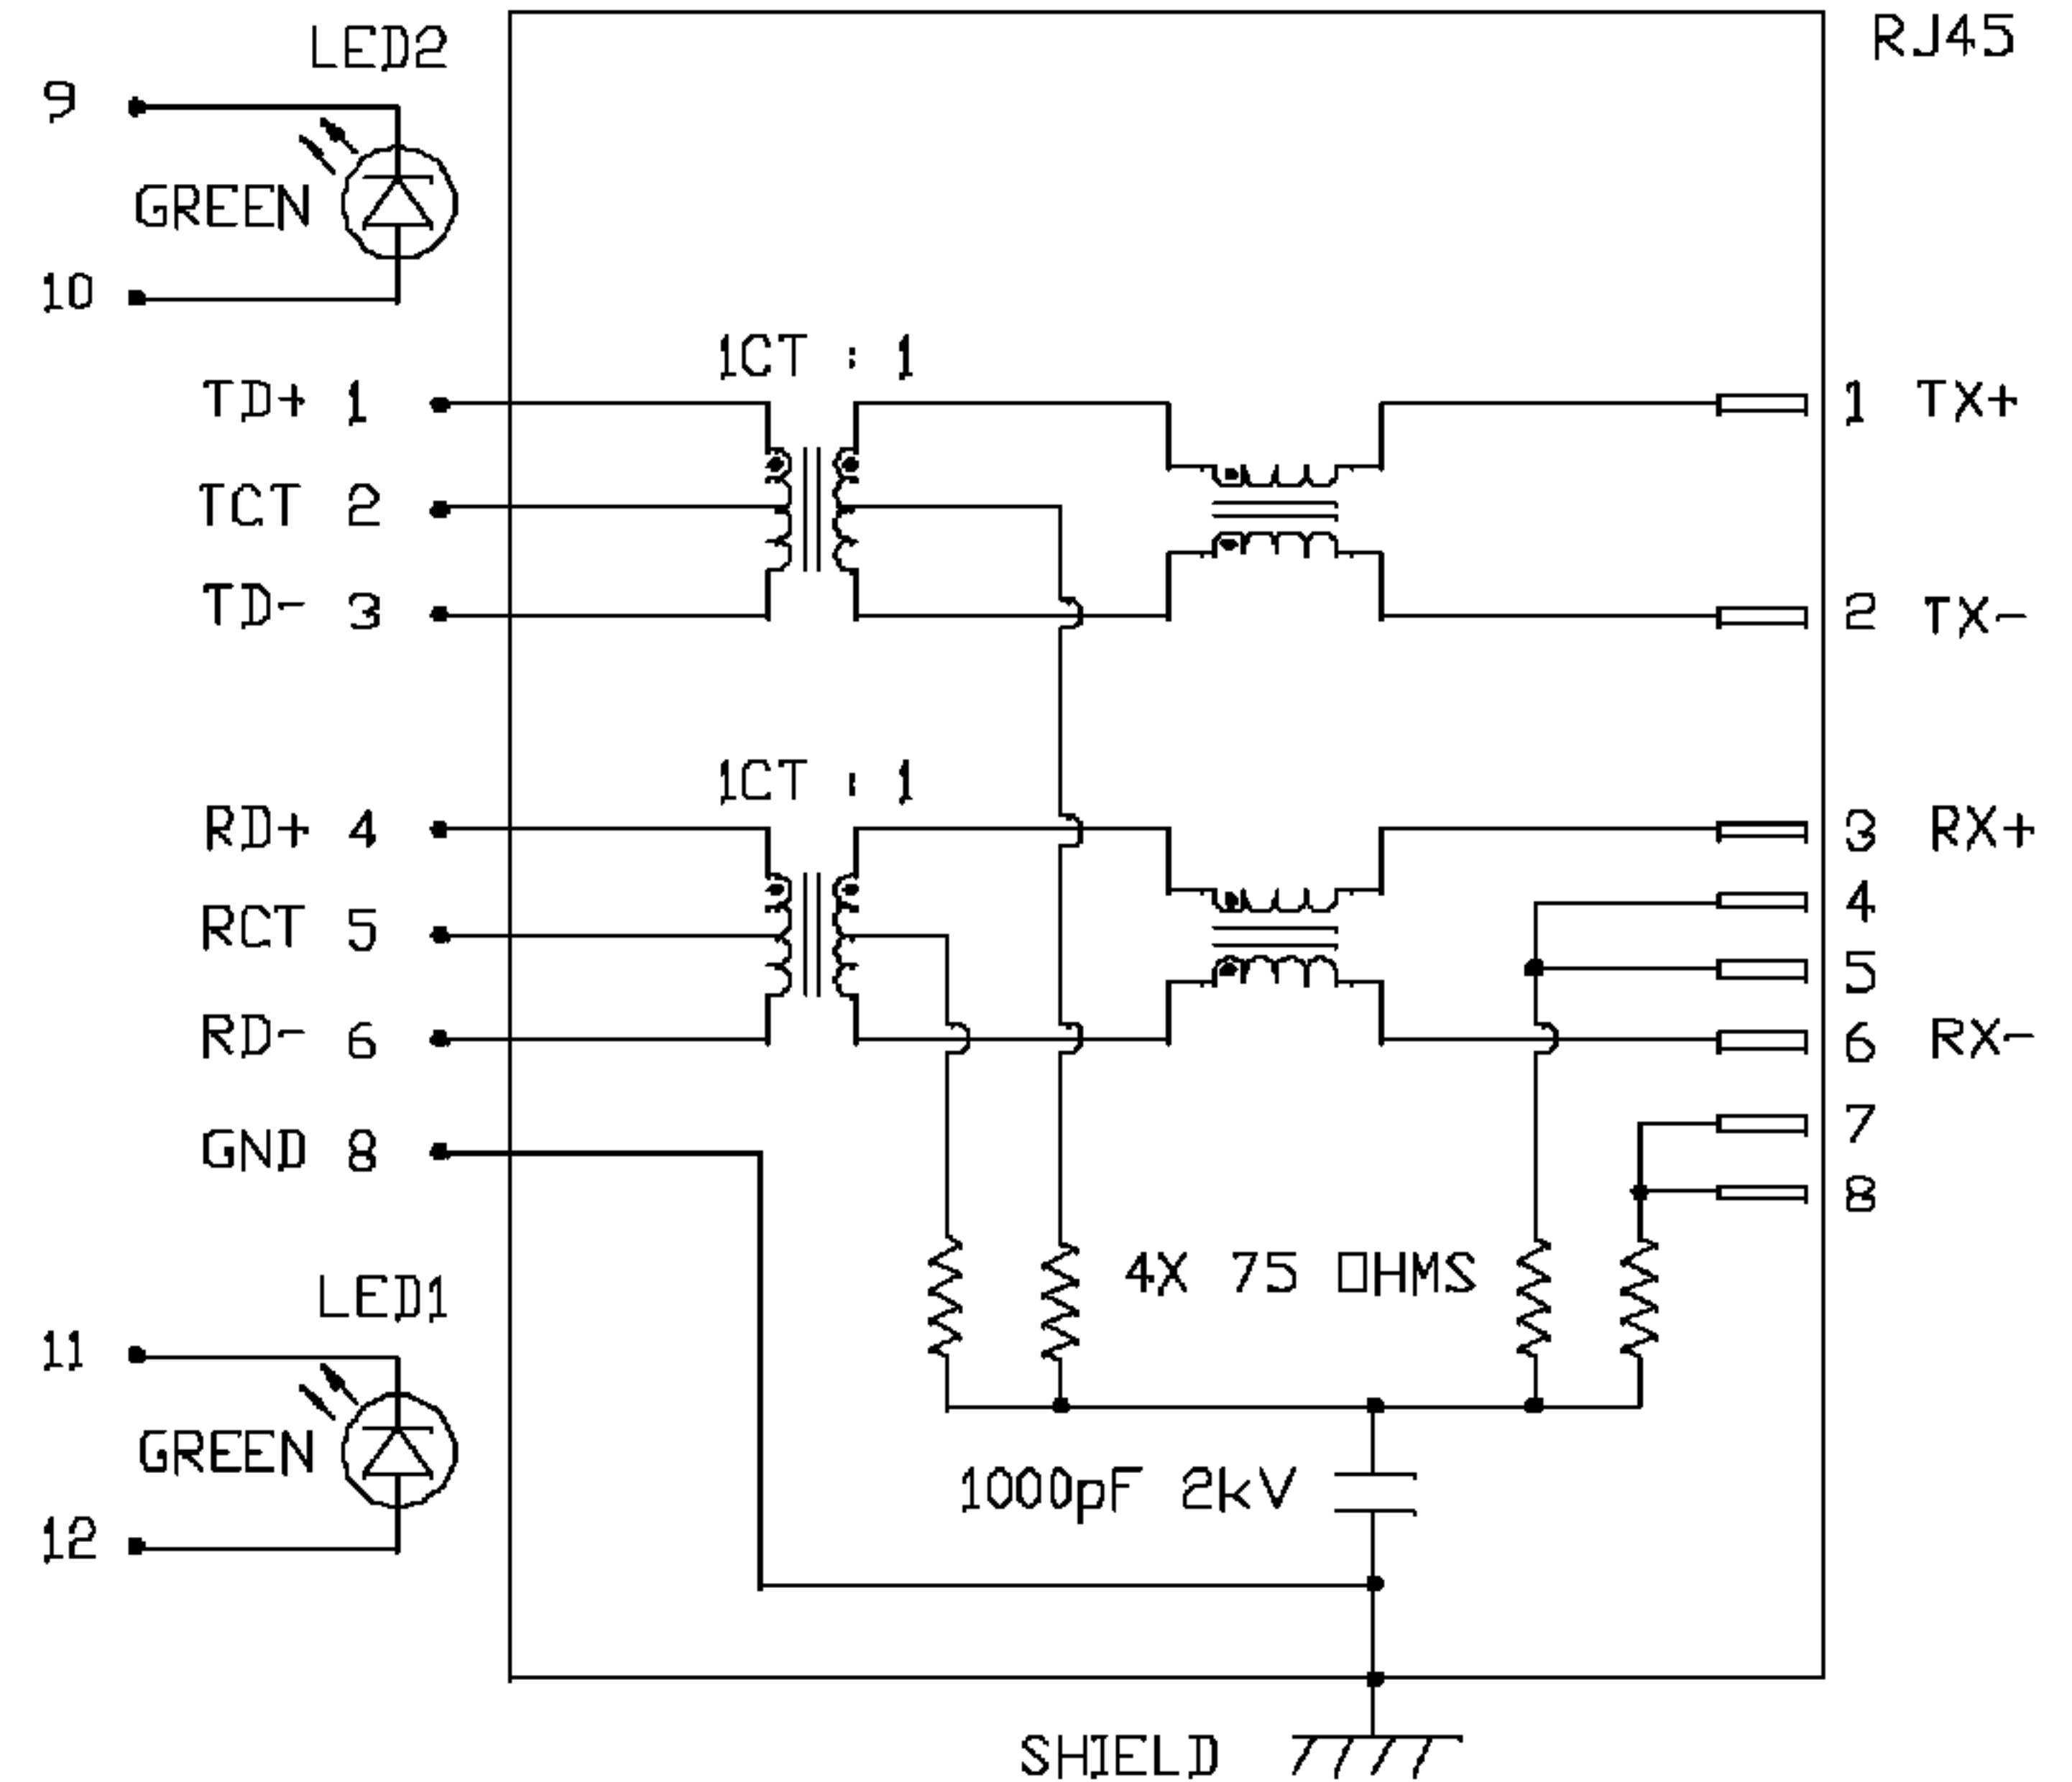 LED2
RJ45
9
GREEN
10
1CT : 1
TD+ 1
1 TX+
TCT 2
TD- 3
2 TX-
1CT : 1
RD+ 4
3 RX+
4
RCT 5
5
RD- 6
6 RX-
7
GND 8
8
4X 75 OHMS
LED1
11
GREEN
1000pF 2kV
12
SHIELD